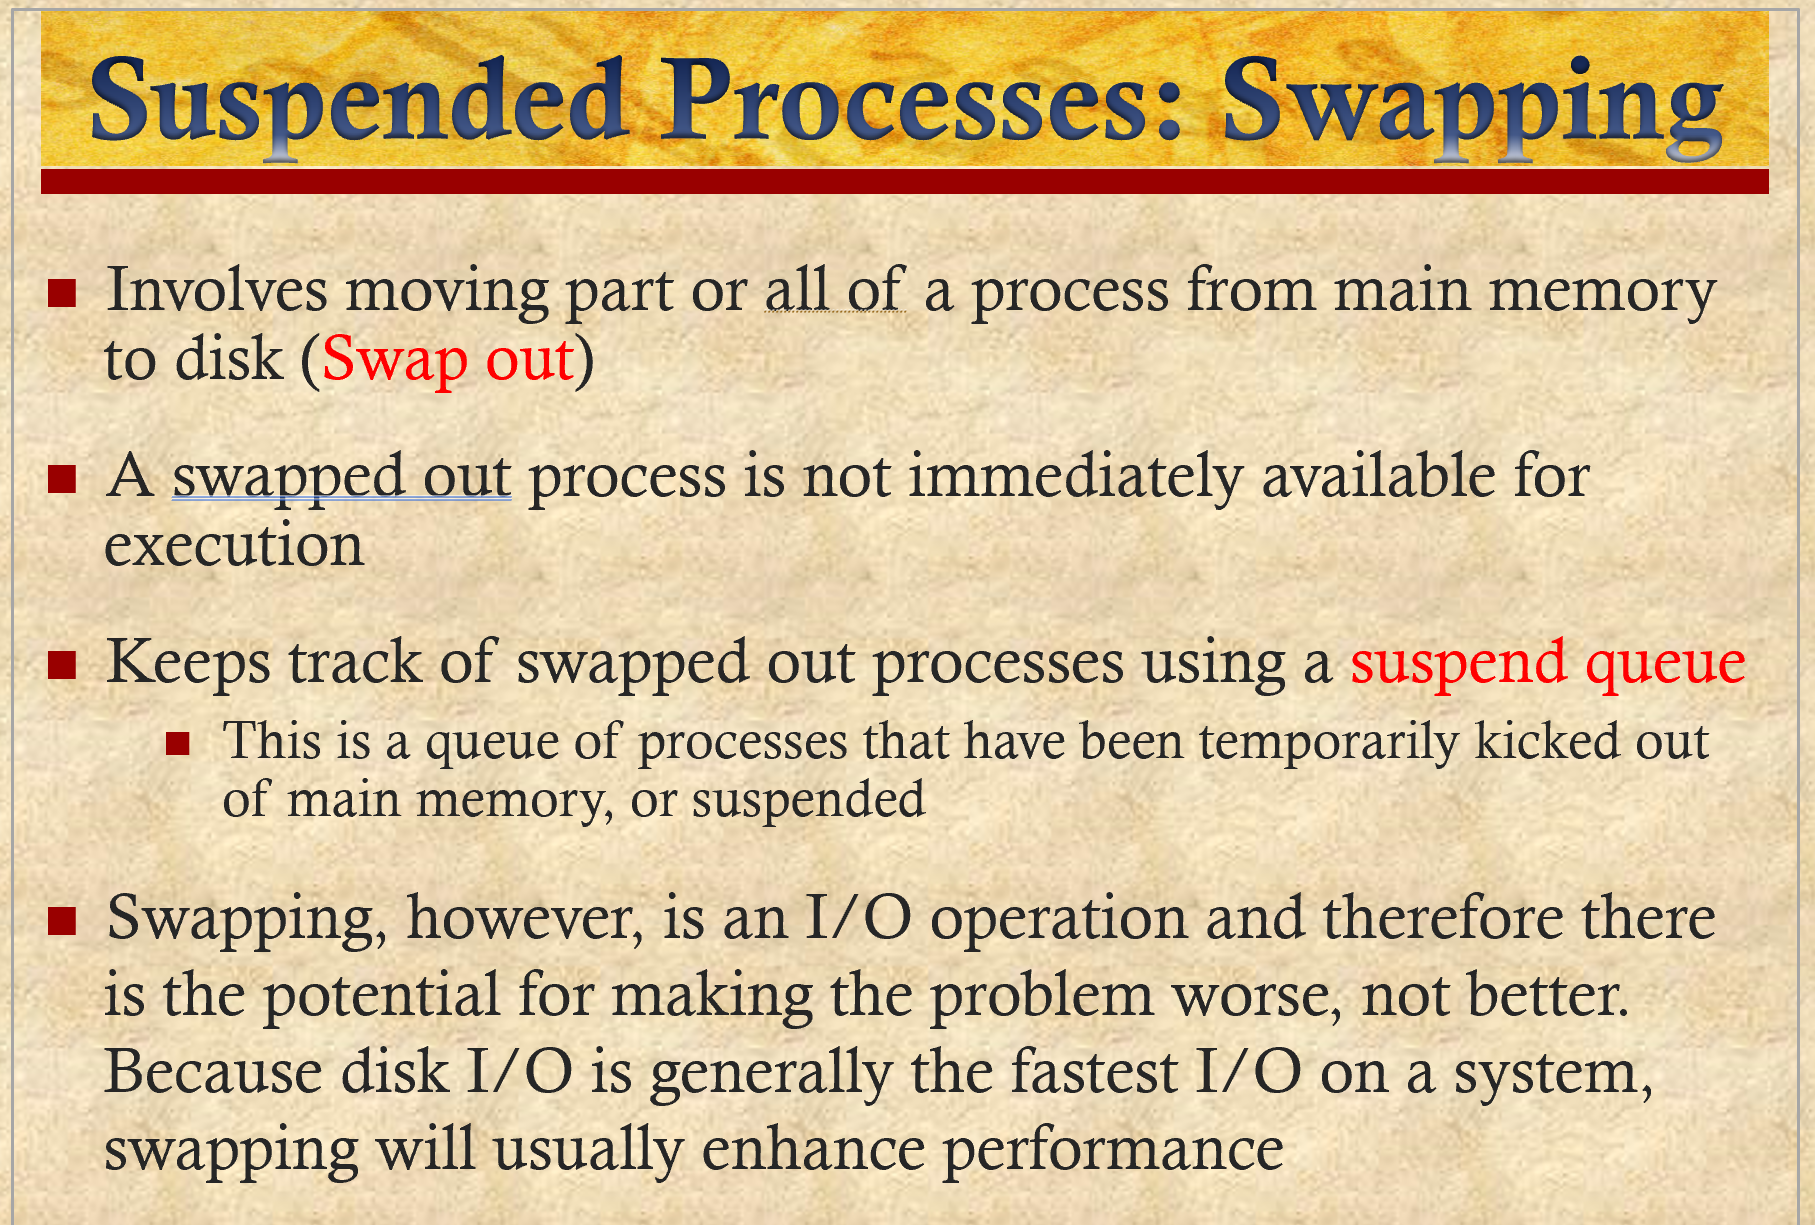 Suspended Processes: Swapping
Involves moving part or all of a process from main memory
to disk (Swap out)
A swapped out process is not immediately available for
execution
Keeps track of swapped out processes using a suspend queue
This is a queue of processes that have been temporarily kicked out
of main memory, or suspended
Swapping, however, is an I/O operation and therefore there
is the potential for making the problem worse, not better.
Because disk I/O is generally the fastest I/O on a system,
swapping will usually enhance performance